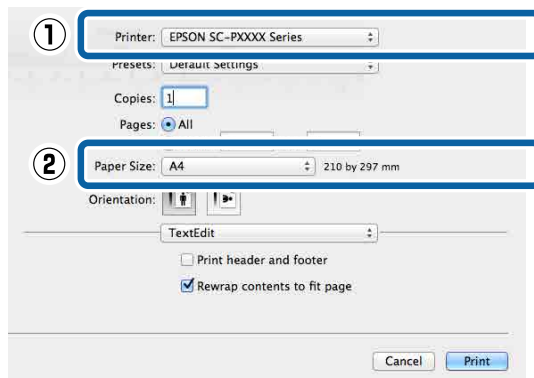 1
Printer: EPSON SC-PXXXX Series
Presets: Default Settings
Copies: 1
Pages: All
2
Paper Size: A4 210 by 297 mm
Orientation:
TextEdit
Print header and footer
Rewrap contents to fit page
Cancel Print